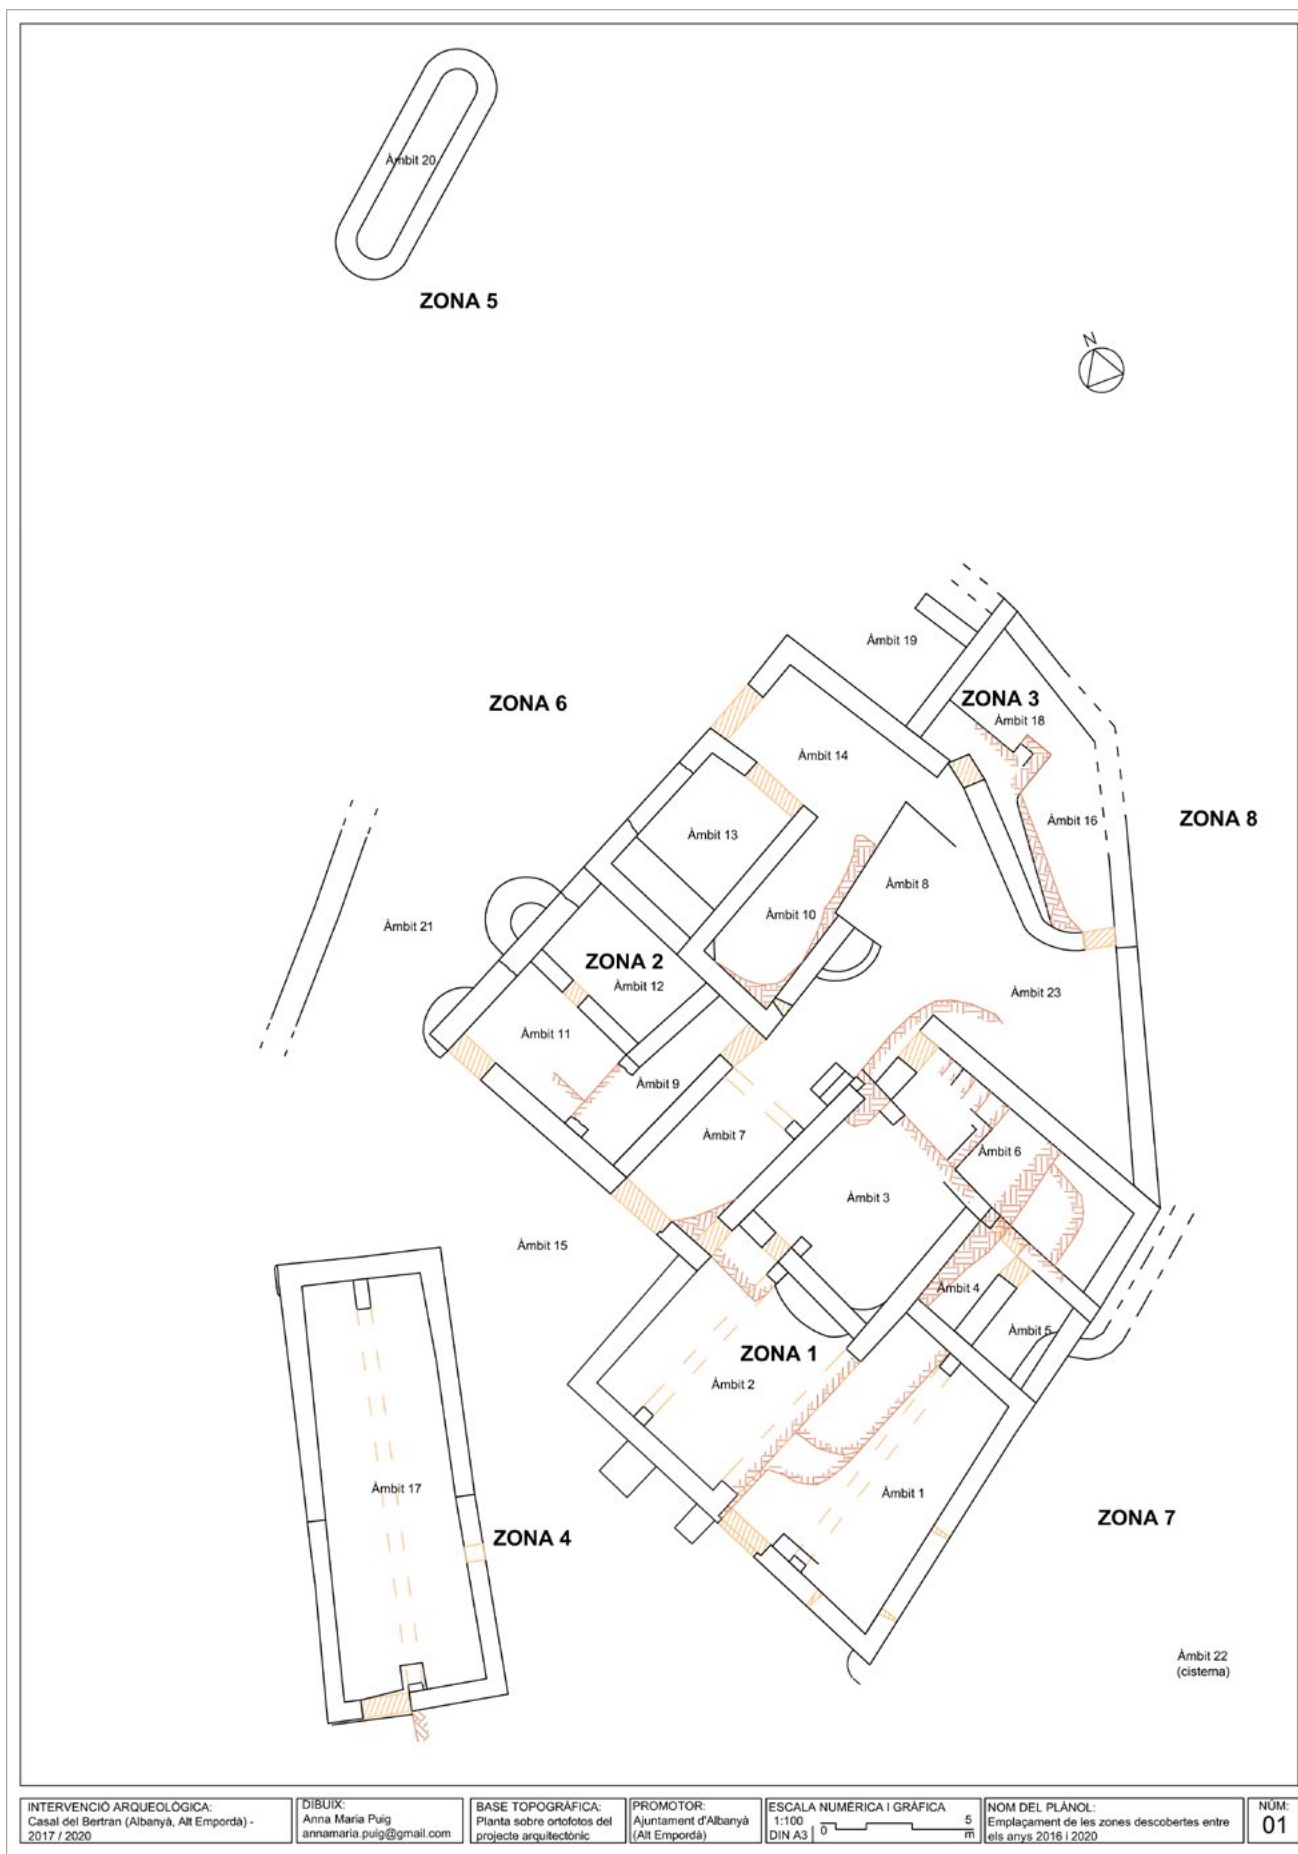 Àmbit 20
ZONA 5
N
Àmbit 19
ZONA 3
Àmbit 18
ZONA 6
Àmbit 14
Àmbit 16
ZONA 8
Àmbit 13
Àmbit 8
Àmbit 10
Àmbit 21
ZONA 2
Àmbit 12
Àmbit 23
Àmbit 11
Àmbit 9
Àmbit 7
Àmbit 6
Àmbit 3
Àmbit 15
Àmbit 4
Àmbit 5
ZONA 1
Àmbit 2
Àmbit 17
Àmbit 1
ZONA 7
ZONA 4
Àmbit 22
(cisterna)
INTERVENCIÓ ARQUEOLÒGICA:
Casal del Bertran (Albanyà, Alt Empordà) -
2017 / 2020
DIBUIX:
Anna Maria Puig
annamaria.puig@gmail.com
BASE TOPOGRÀFICA:
Planta sobre ortofotos del
projecte arquitectònic
PROMOTOR:
Ajuntament d'Albanyà
(Alt Empordà)
ESCALA NUMÈRICA I GRÀFICA
1:100
DIN A3
0
5
m
NOM DEL PLÀNOL:
Emplaçament de les zones descobertes entre
els anys 2016 i 2020
NÚM:
01